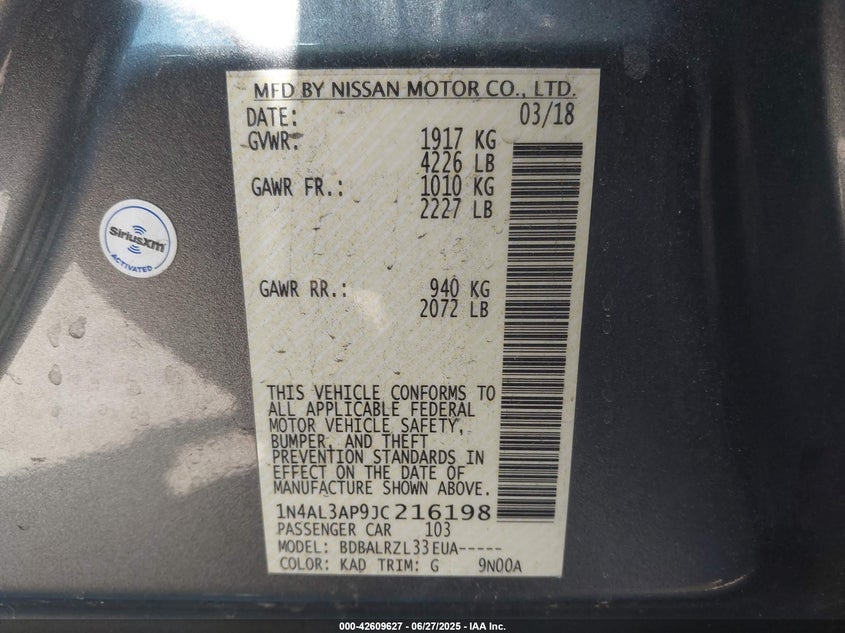 MFD BY NISSAN MOTOR CO., LTD.
DATE: 03/18
GVWR: 1917 KG
4226 LB
GAWR FR.: 1010 KG
2227 LB
SiriusXM
ACTIVATED
GAWR RR.: 940 KG
2072 LB
THIS VEHICLE CONFORMS TO
ALL APPLICABLE FEDERAL
MOTOR VEHICLE SAFETY,
BUMPER, AND THEFT
PREVENTION STANDARDS IN
EFFECT ON THE DATE OF
MANUFACTURE SHOWN ABOVE.
1N4AL3AP9JC216198
PASSENGER CAR 103
MODEL: BDBALRZL33EUA-----
COLOR: KAD TRIM: G 9N00A
000-42609627 - 06/27/2025 - IAA Inc.